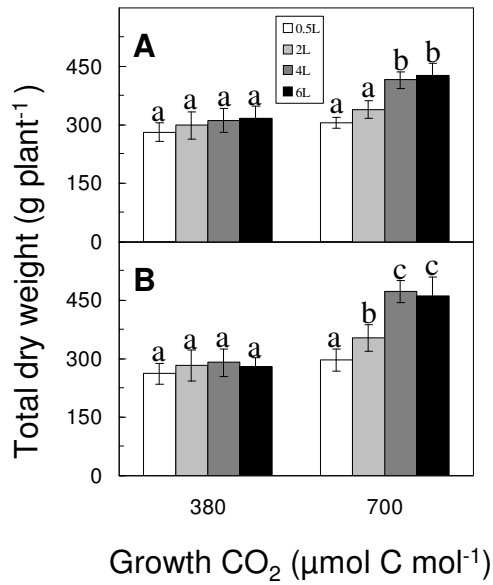 A
0.5L
2L
4L
6L
Total dry weight (g plant⁻¹)
450
300
150
0
a a a a a a b b
B
450
300
150
0
a a a a a b c c
380 700
Growth CO₂ (µmol C mol⁻¹)